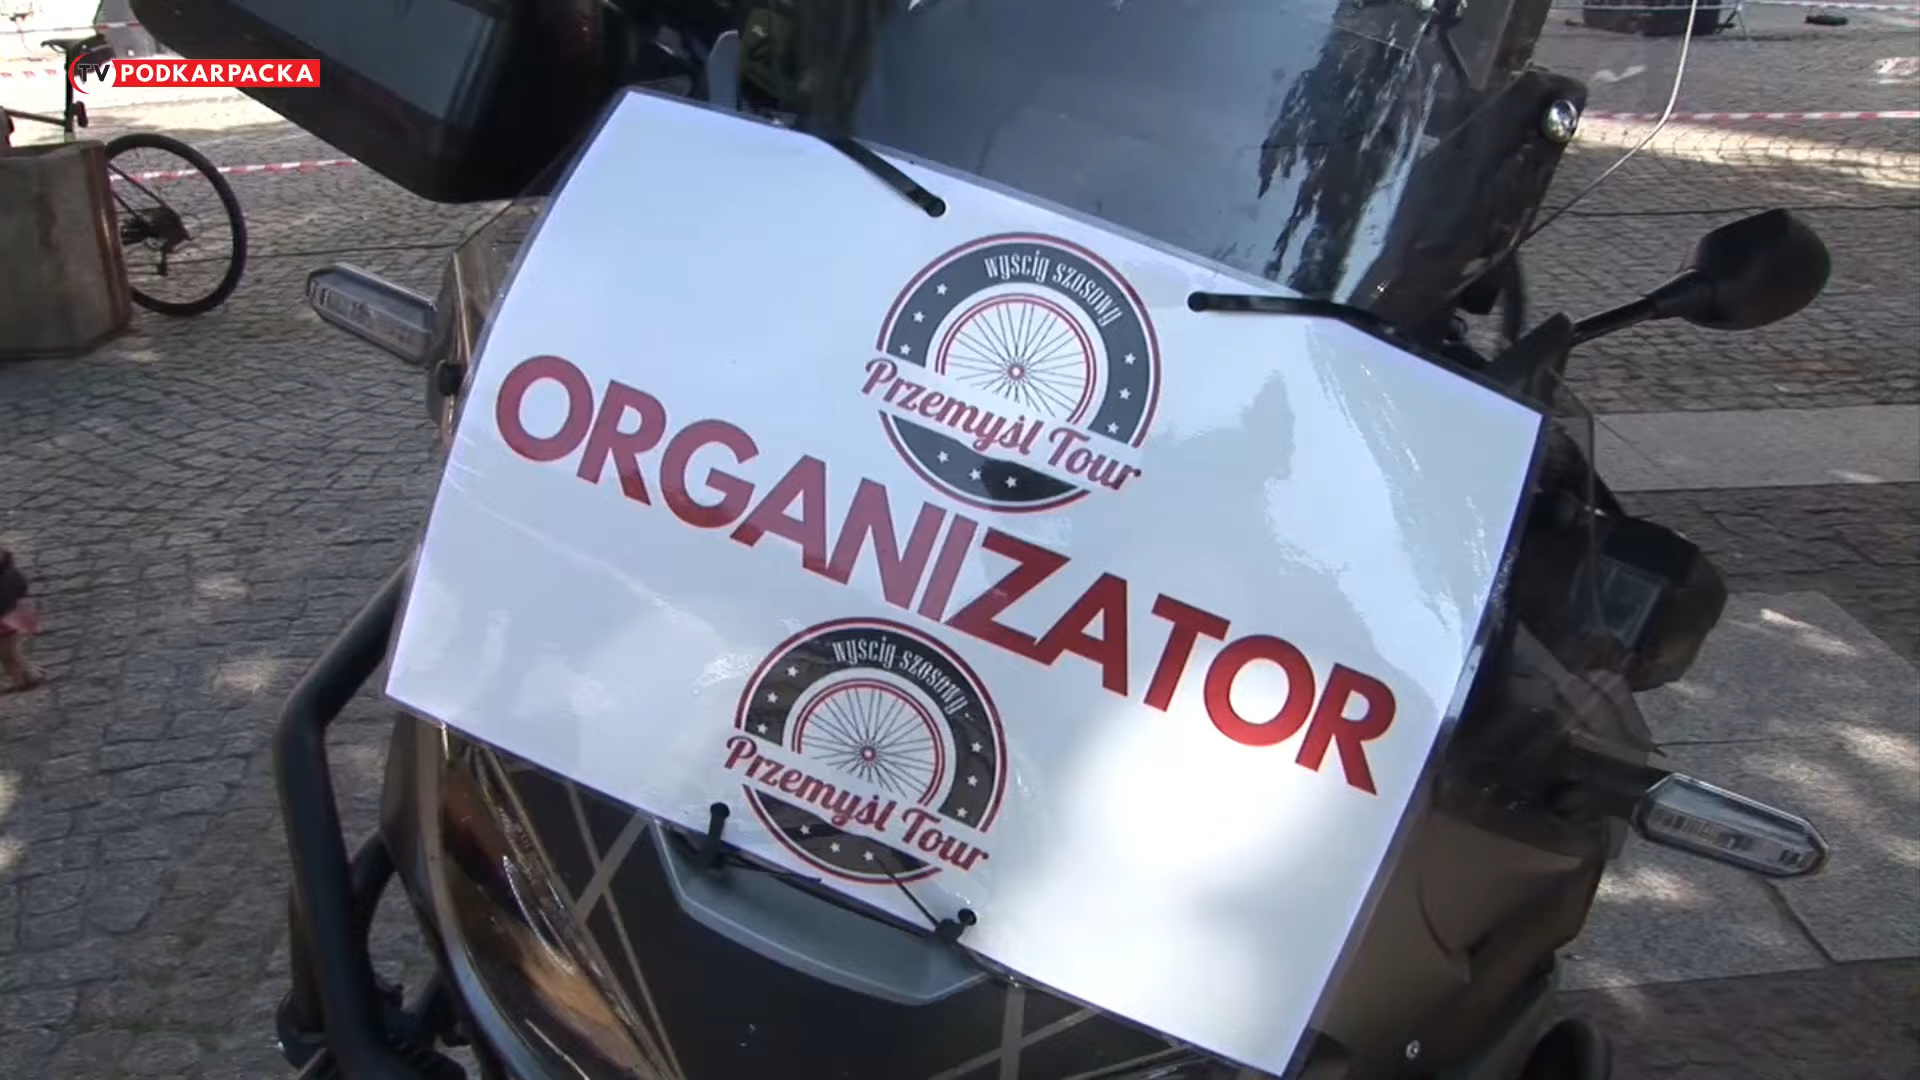 TV PODKARPACKA
wyścig szosowy
Przemyśl Tour
ORGANIZATOR
wyścig szosowy
Przemyśl Tour